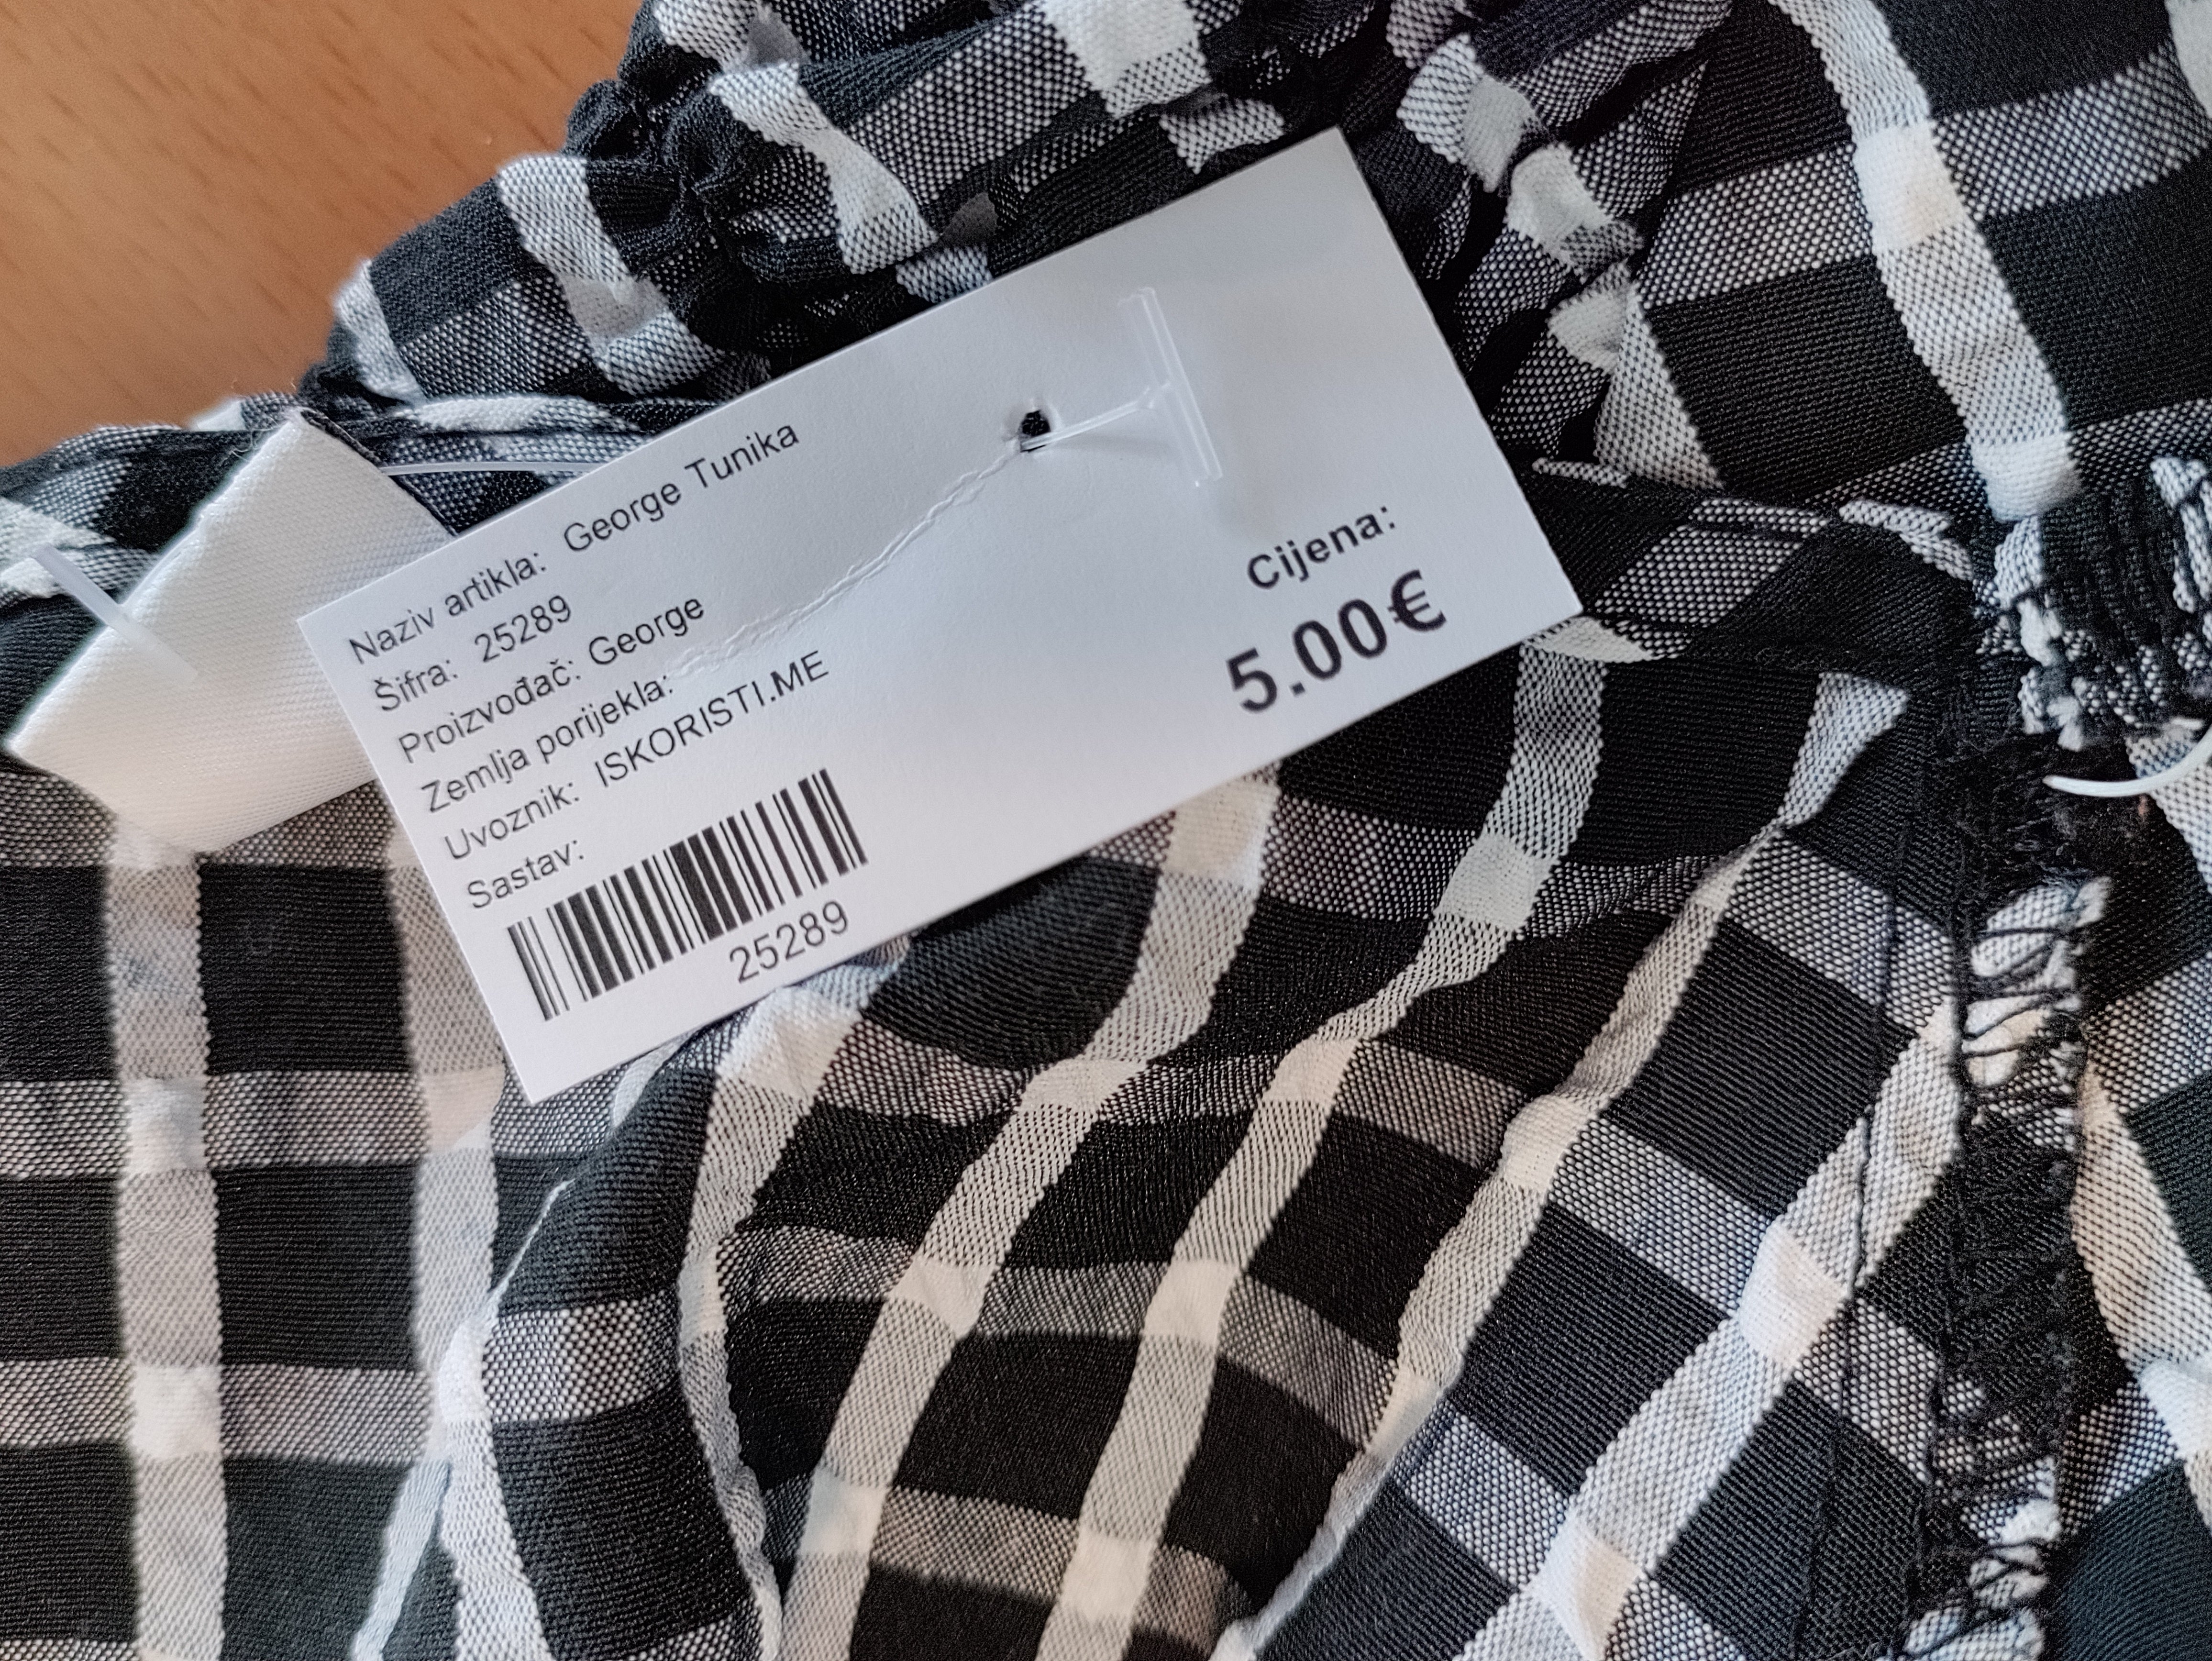 Naziv artikla: George Tunika
Šifra: 25289
Proizvođač: George
Zemlja porijekla:
Uvoznik: ISKORISTI.ME
Sastav:
25289
Cijena:
5.00€